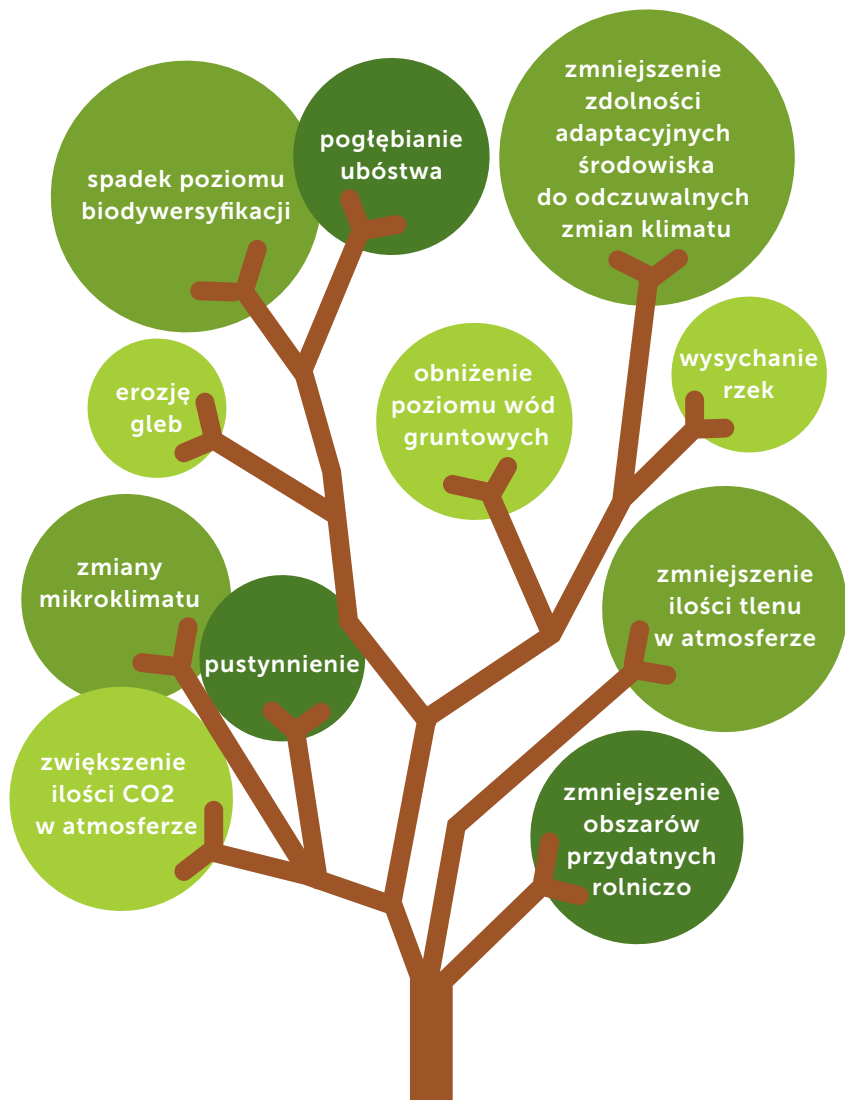 spadek poziomu
biodywersyfikacji
pogłębianie
ubóstwa
zmniejszenie
zdolności
adaptacyjnych
środowiska
do odczuwalnych
zmian klimatu
erozję
gleb
obniżenie
poziomu wód
gruntowych
wysychanie
rzek
zmiany
mikroklimatu
pustynnienie
zmniejszenie
ilości tlenu
w atmosferze
zwiększenie
ilości CO2
w atmosferze
zmniejszenie
obszarów
przydatnych
rolniczo